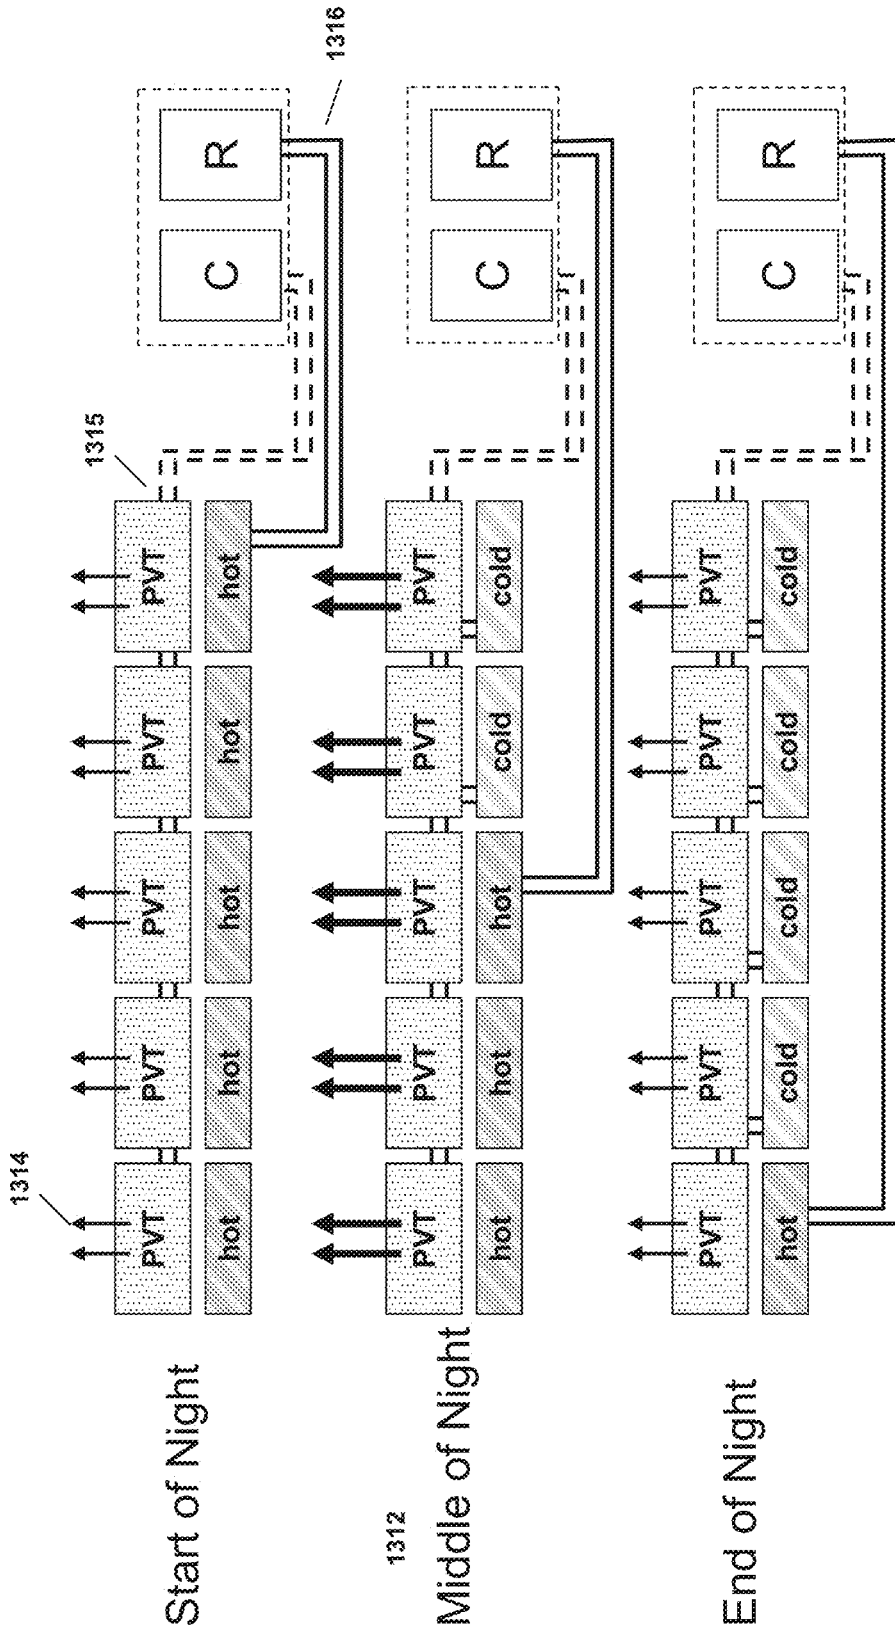 1314
1315
PVT
PVT
PVT
PVT
PVT
Start of Night
C
R
hot
hot
hot
hot
hot
1316
1312
PVT
PVT
PVT
PVT
PVT
Middle of Night
C
R
hot
hot
hot
cold
cold
PVT
PVT
PVT
PVT
PVT
End of Night
C
R
hot
cold
cold
cold
cold